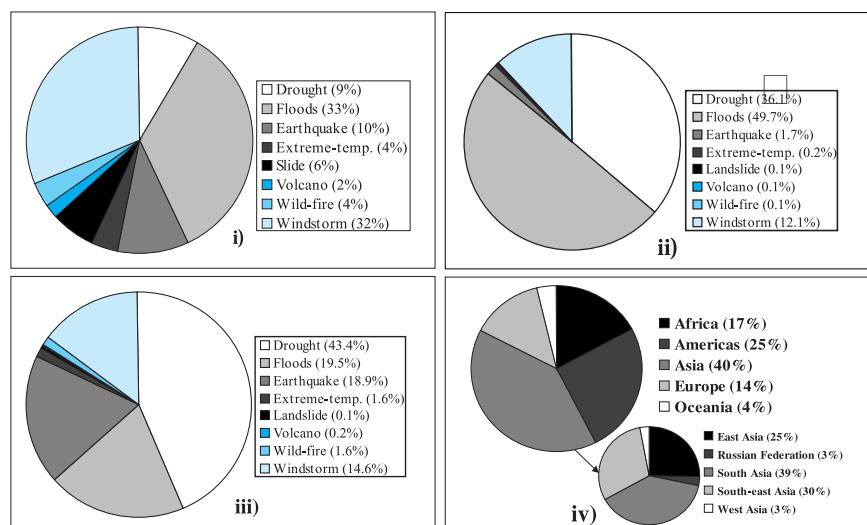 Drought (9%)
Floods (33%)
Earthquake (10%)
Extreme-temp. (4%)
Slide (6%)
Volcano (2%)
Wild-fire (4%)
Windstorm (32%)
i)
Drought (36.1%)
Floods (49.7%)
Earthquake (1.7%)
Extreme-temp. (0.2%)
Landslide (0.1%)
Volcano (0.1%)
Wild-fire (0.1%)
Windstorm (12.1%)
ii)
Drought (43.4%)
Floods (19.5%)
Earthquake (18.9%)
Extreme-temp. (1.6%)
Landslide (0.1%)
Volcano (0.2%)
Wild-fire (1.6%)
Windstorm (14.6%)
iii)
Africa (17%)
Americas (25%)
Asia (40%)
Europe (14%)
Oceania (4%)
East Asia (25%)
Russian Federation (3%)
South Asia (39%)
South-east Asia (30%)
West Asia (3%)
iv)